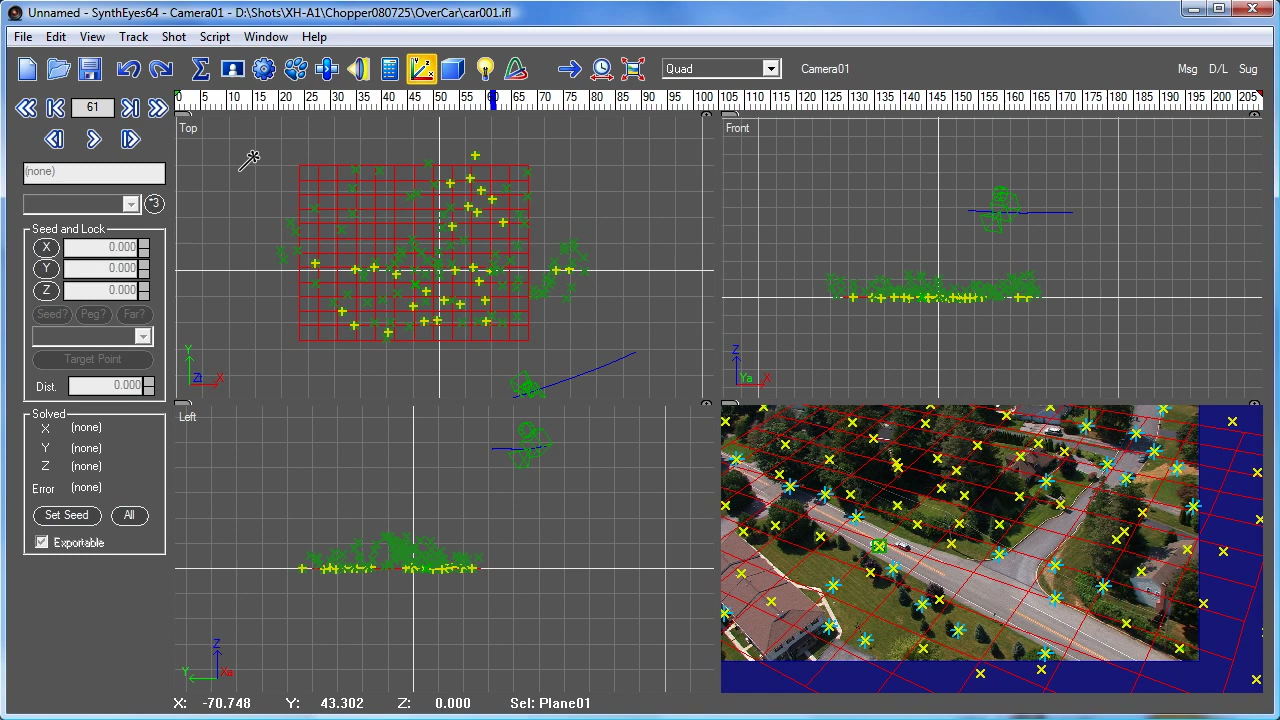 Unnamed - SynthEyes64 - Camera01 - D:\Shots\XH-A1\Chopper080725\OverCar\car001.ifl
File Edit View Track Shot Script Window Help
Quad Camera01 Msg D/L Sug
61
0 5 10 15 20 25 30 35 40 45 50 55 60 65 70 75 80 85 90 95 100 105 110 115 120 125 130 135 140 145 150 155 160 165 170 175 180 185 190 195 200 205
Top
Front
(none)
*3
Seed and Lock
X 0.000
Y 0.000
Z 0.000
Seed? Peg? Far?
Target Point
Dist. 0.000
Y
X
Z
Ya
X
Left
Solved
X (none)
Y (none)
Z (none)
Error (none)
Set Seed All
Exportable
Z
Y
Xa
X: -70.748 Y: 43.302 Z: 0.000 Sel: Plane01